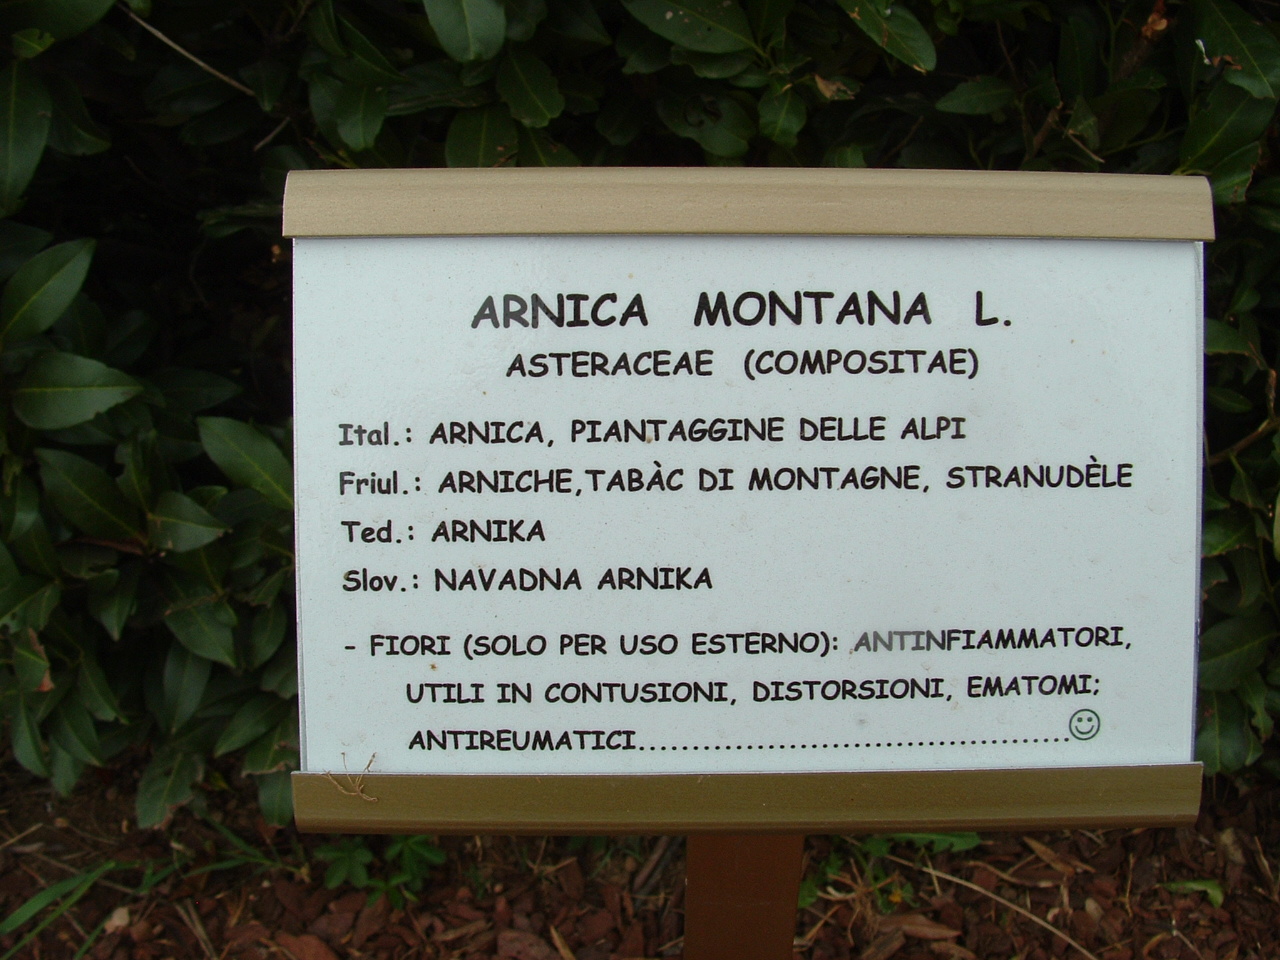 ARNICA MONTANA L.
ASTERACEAE (COMPOSITAE)
Ital.: ARNICA, PIANTAGGINE DELLE ALPI
Friul.: ARNICHE, TABÀC DI MONTAGNE, STRANUDÈLE
Ted.: ARNIKA
Slov.: NAVADNA ARNIKA
- FIORI (SOLO PER USO ESTERNO): ANTINFIAMMATORI,
UTILI IN CONTUSIONI, DISTORSIONI, EMATOMI;
ANTIREUMATICI........................................☺